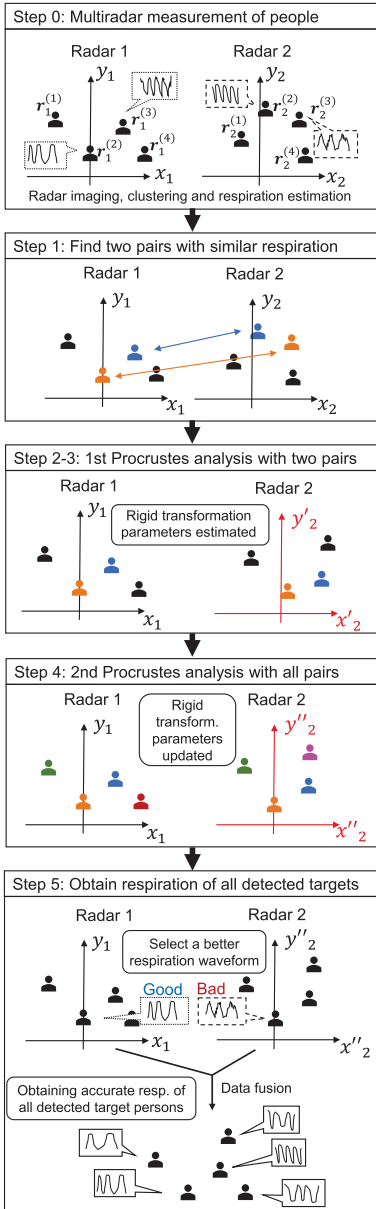 Step 0: Multiradar measurement of people
Radar 1
Radar 2
y₁
y₂
r₁⁽¹⁾
r₁⁽³⁾
r₁⁽²⁾
r₁⁽⁴⁾
r₂⁽¹⁾
r₂⁽²⁾
r₂⁽³⁾
r₂⁽⁴⁾
x₁
x₂
Radar imaging, clustering and respiration estimation
Step 1: Find two pairs with similar respiration
Radar 1
Radar 2
y₁
y₂
x₁
x₂
Step 2-3: 1st Procrustes analysis with two pairs
Radar 1
Radar 2
y₁
y'₂
Rigid transformation
parameters estimated
x₁
x'₂
Step 4: 2nd Procrustes analysis with all pairs
Radar 1
Radar 2
y₁
y''₂
Rigid
transform.
parameters
updated
x₁
x''₂
Step 5: Obtain respiration of all detected targets
Radar 1
Radar 2
y₁
y''₂
Select a better
respiration waveform
Good
Bad
x₁
x''₂
Obtaining accurate resp. of
all detected target persons
Data fusion